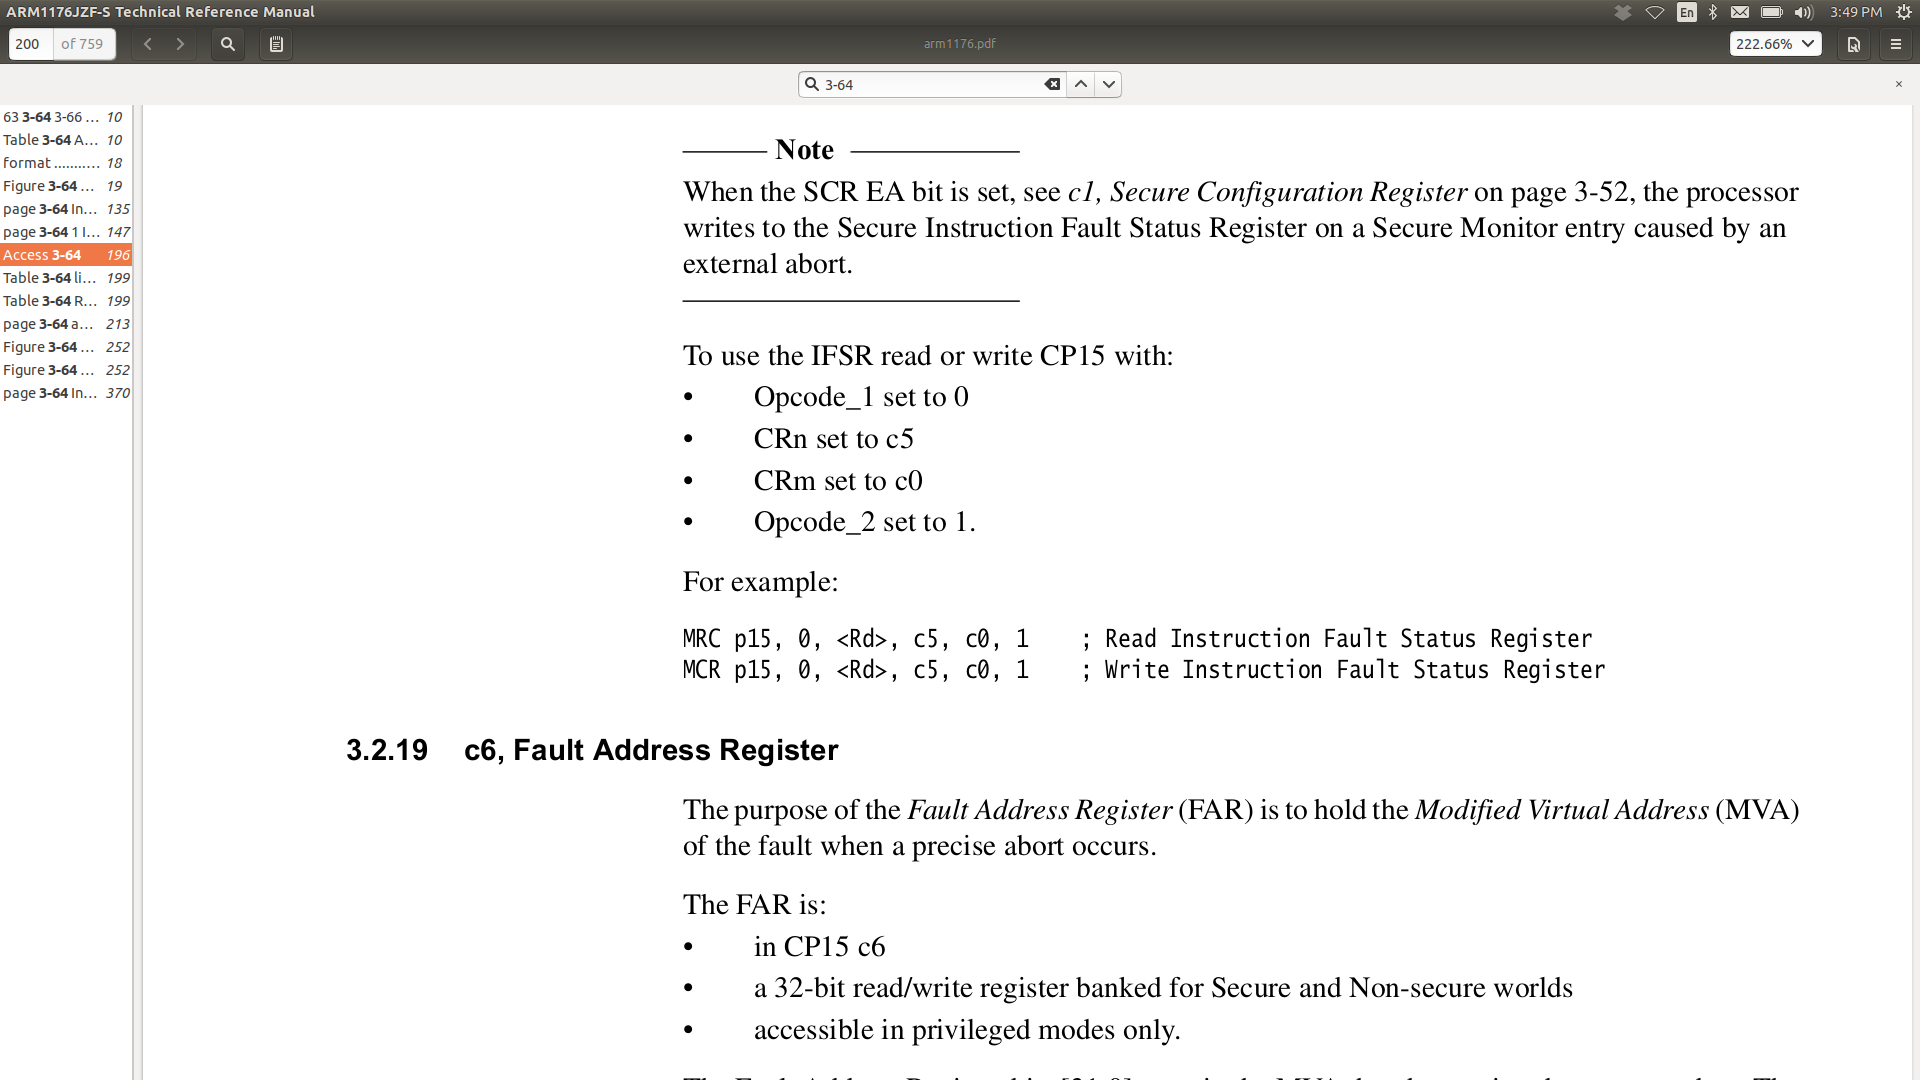 ARM1176JZF-S Technical Reference Manual
En
3:49 PM
200 of 759
arm1176.pdf
222.66%
3-64
63 3-64 3-66 ... 10
Table 3-64 A... 10
format .......... 18
Figure 3-64 ... 19
page 3-64 In... 135
page 3-64 1 I... 147
Access 3-64 196
Table 3-64 li... 199
Table 3-64 R... 199
page 3-64 a... 213
Figure 3-64 ... 252
Figure 3-64 ... 252
page 3-64 In... 370
Note
When the SCR EA bit is set, see c1, Secure Configuration Register on page 3-52, the processor
writes to the Secure Instruction Fault Status Register on a Secure Monitor entry caused by an
external abort.
To use the IFSR read or write CP15 with:
• Opcode_1 set to 0
• CRn set to c5
• CRm set to c0
• Opcode_2 set to 1.
For example:
MRC p15, 0, <Rd>, c5, c0, 1 ; Read Instruction Fault Status Register
MCR p15, 0, <Rd>, c5, c0, 1 ; Write Instruction Fault Status Register
3.2.19 c6, Fault Address Register
The purpose of the Fault Address Register (FAR) is to hold the Modified Virtual Address (MVA)
of the fault when a precise abort occurs.
The FAR is:
• in CP15 c6
• a 32-bit read/write register banked for Secure and Non-secure worlds
• accessible in privileged modes only.